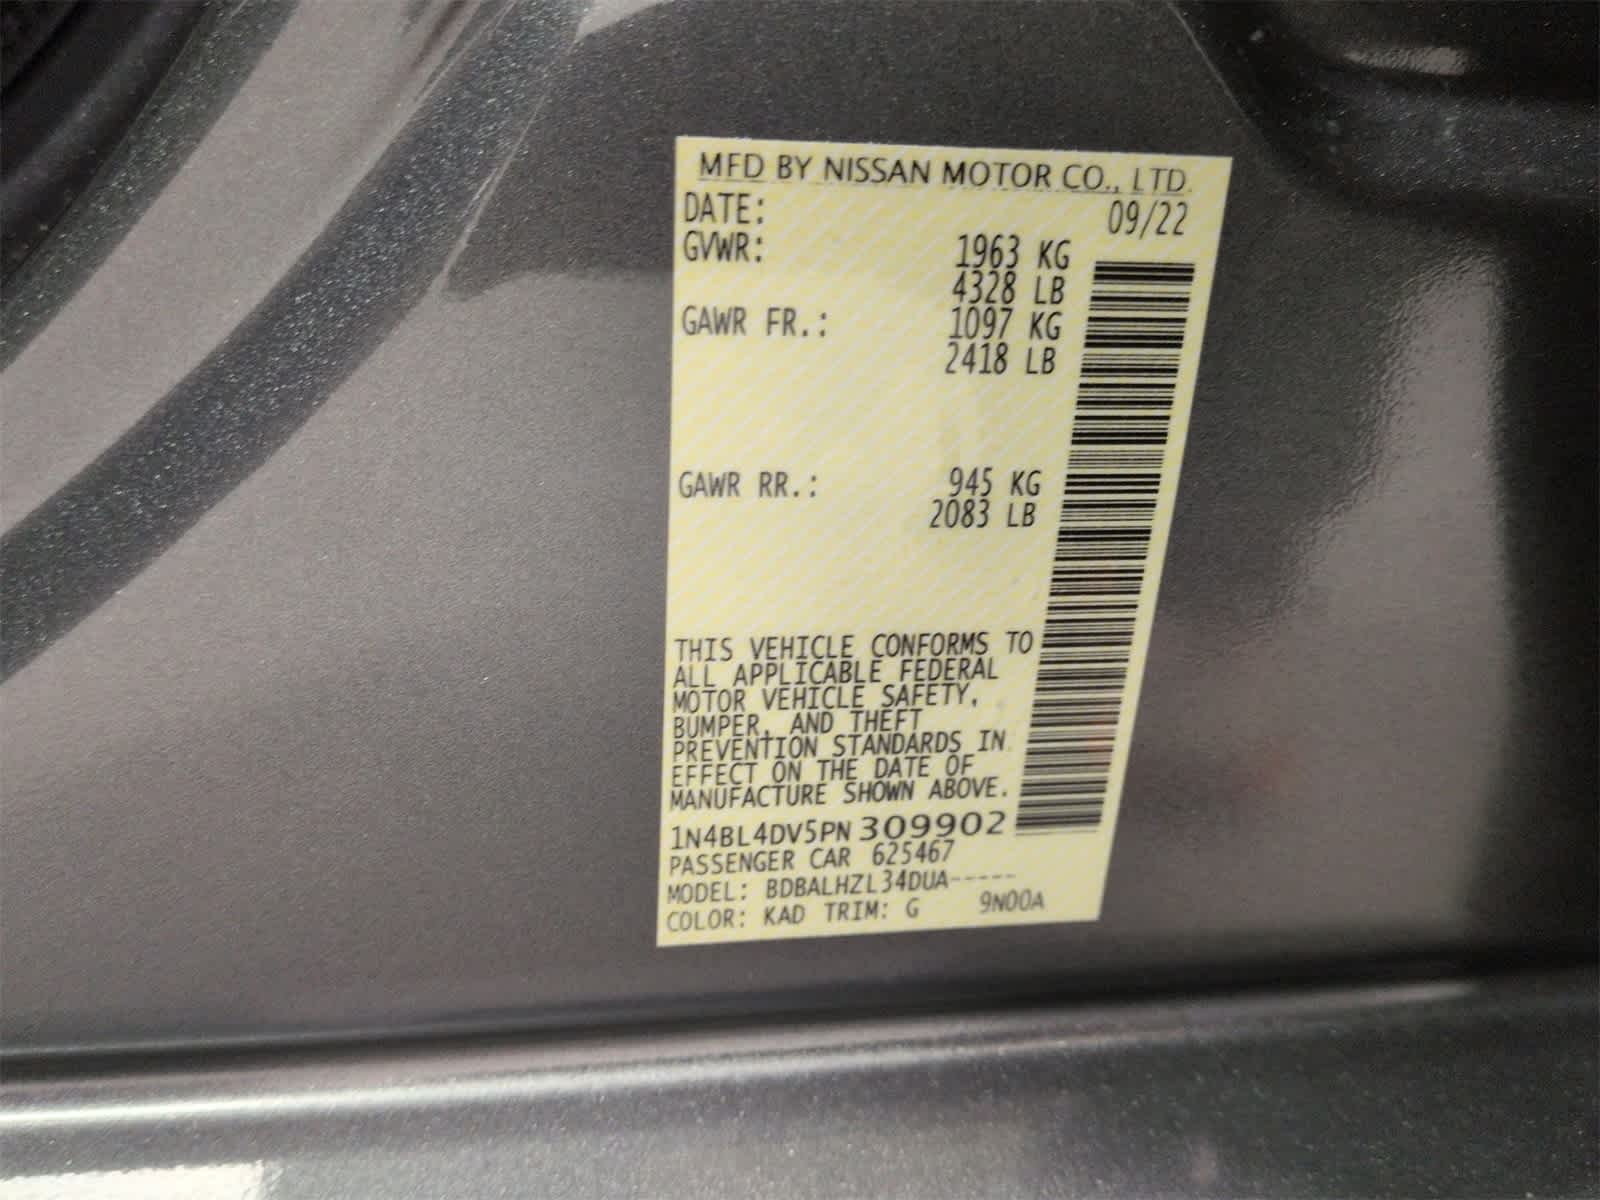 MFD BY NISSAN MOTOR CO., LTD.
DATE: 09/22
GVWR: 1963 KG
4328 LB
GAWR FR.: 1097 KG
2418 LB
GAWR RR.: 945 KG
2083 LB
THIS VEHICLE CONFORMS TO
ALL APPLICABLE FEDERAL
MOTOR VEHICLE SAFETY,
BUMPER, AND THEFT
PREVENTION STANDARDS IN
EFFECT ON THE DATE OF
MANUFACTURE SHOWN ABOVE.
1N4BL4DV5PN 309902
PASSENGER CAR 625467
MODEL: BDBALHZL34DUA-----
COLOR: KAD TRIM: G 9N00A